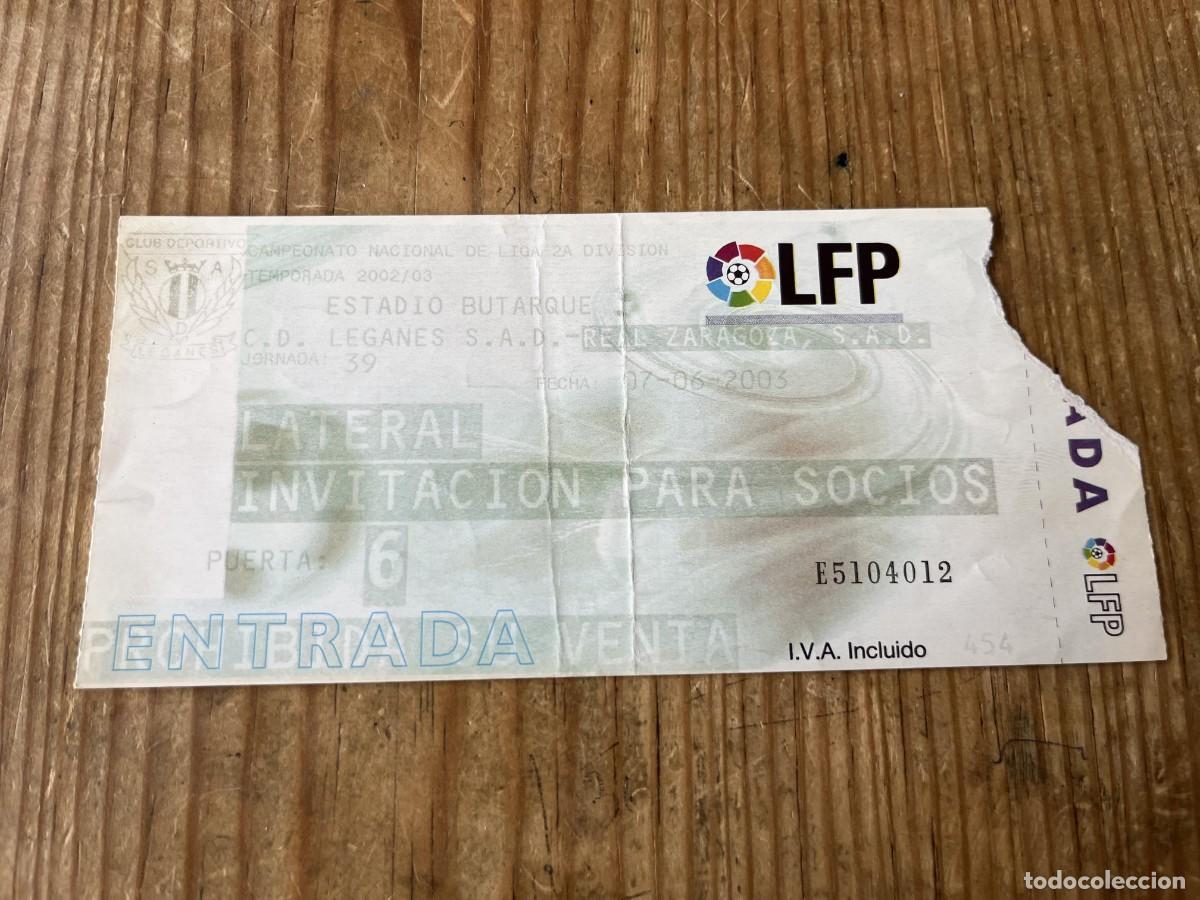 CLUB DEPORTIVO
S A
D
LEGANES
CAMPEONATO NACIONAL DE LIGA-2A DIVISION
TEMPORADA 2002/03
ESTADIO BUTARQUE
C.D. LEGANES S.A.D.-REAL ZARAGOZA, S.A.D.
JORNADA: 39
FECHA: 07-06-2003
LFP
LATERAL
INVITACION PARA SOCIOS
PUERTA: 6
E5104012
ENTRADA
VENTA
I.V.A. Incluido
454
ADA
LFP
todocoleccion